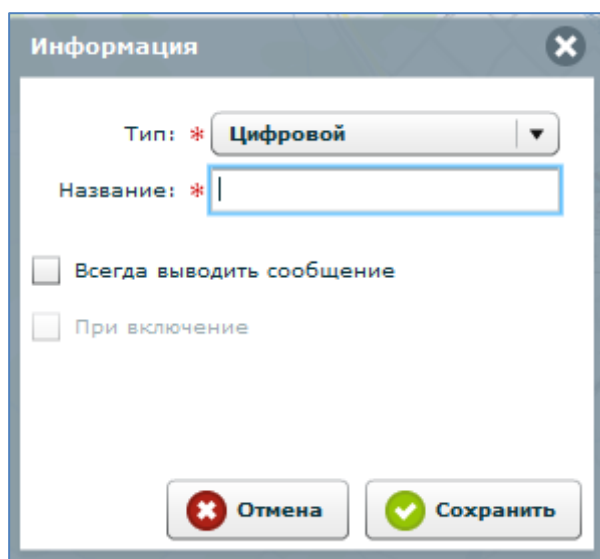 Информация
Тип: * Цифровой
Название: *
Всегда выводить сообщение
При включение
Отмена Сохранить